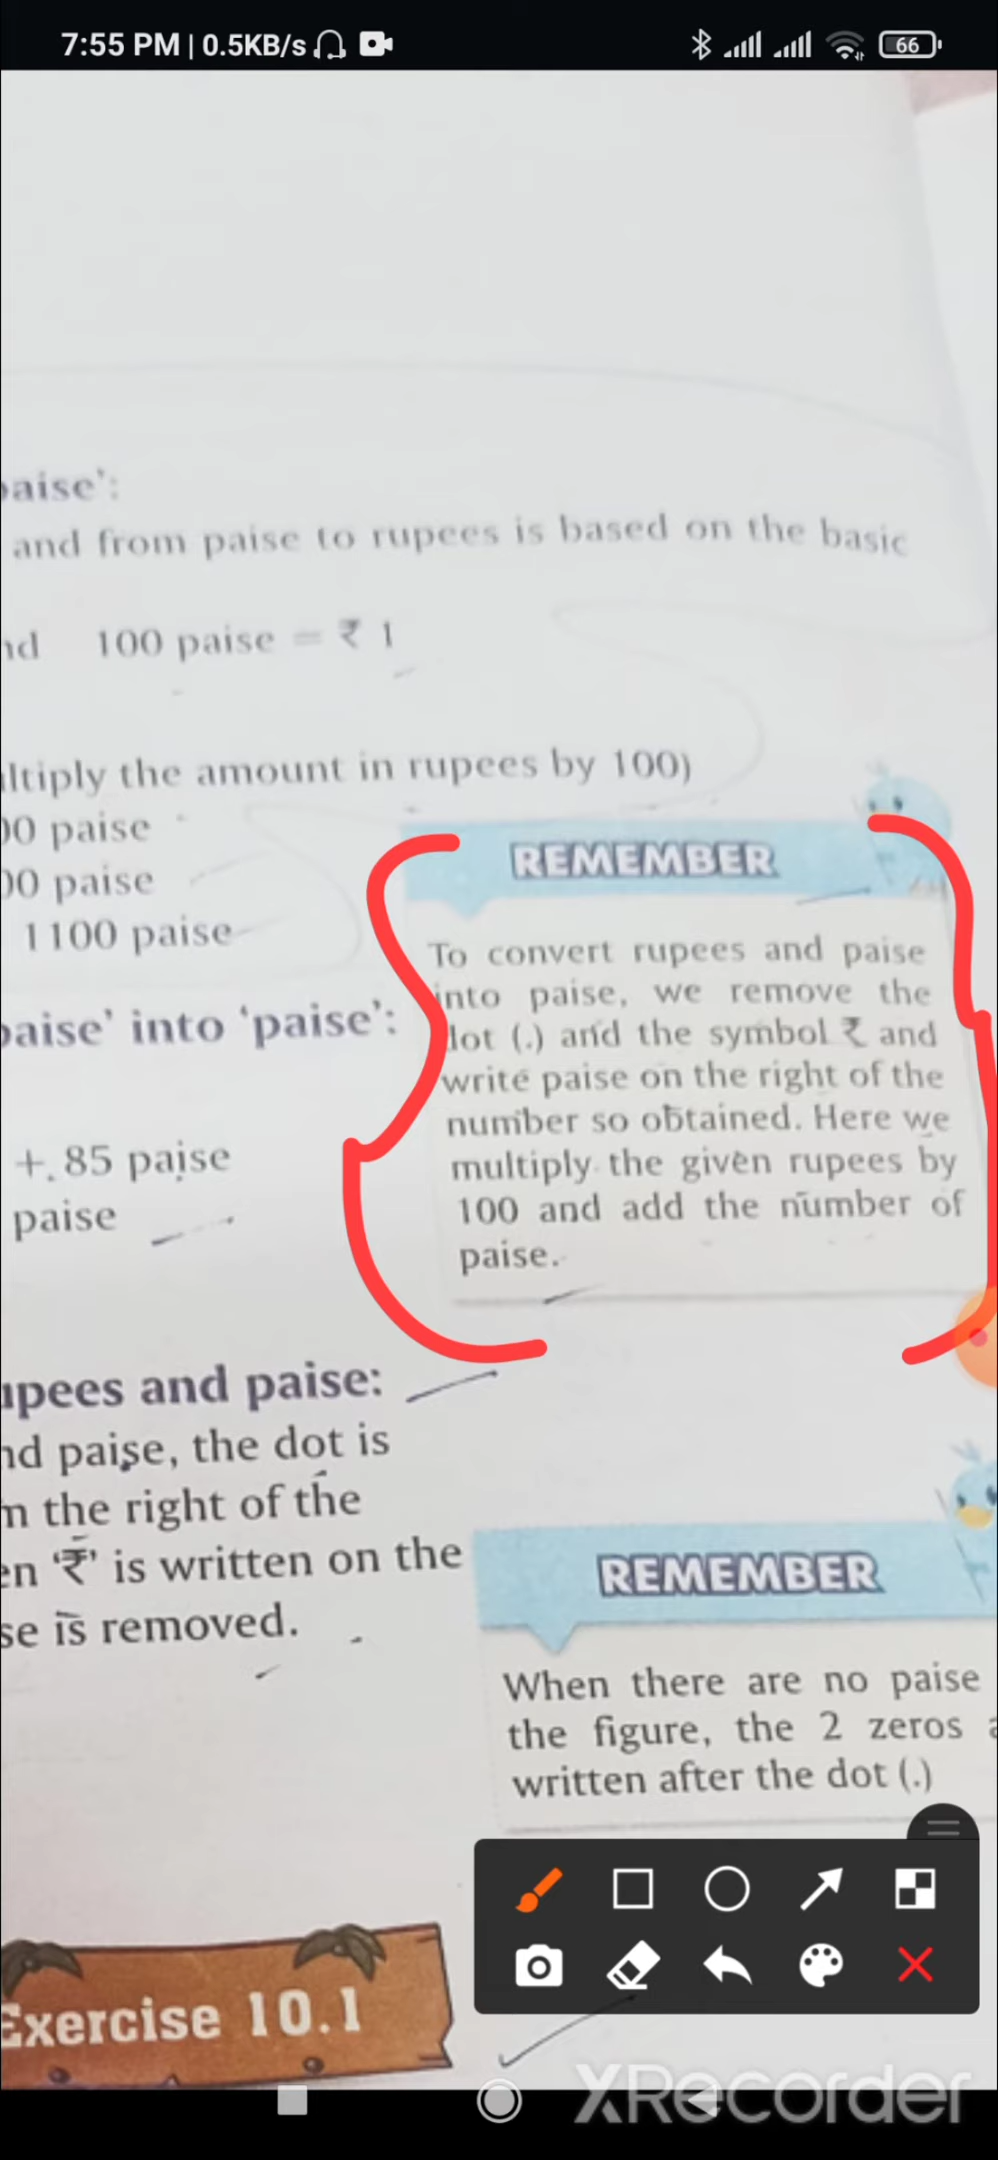 7:55 PM | 0.5KB/s
66
aise':
and from paise to rupees is based on the basic
nd 100 paise = ₹ 1
ltiply the amount in rupees by 100)
00 paise
REMEMBER
00 paise
1100 paise
To convert rupees and paise
into paise, we remove the
dot (.) and the symbol ₹ and
write paise on the right of the
number so obtained. Here we
multiply the given rupees by
100 and add the number of
paise.
paise' into 'paise':
+ 85 paise
paise
upees and paise:
nd paise, the dot is
m the right of the
en '₹' is written on the
se is removed.
REMEMBER
When there are no paise
the figure, the 2 zeros a
written after the dot (.)
Exercise 10.1
XRecorder